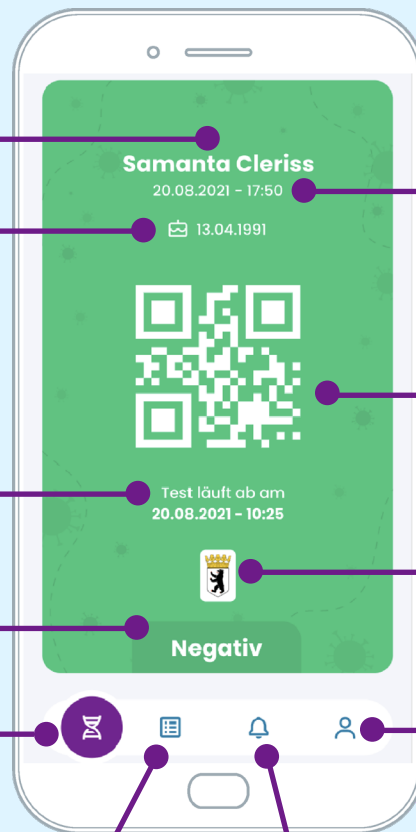 Samanta Cleriss
20.08.2021 - 17:50
13.04.1991
Test läuft ab am
20.08.2021 - 10:25
Negativ